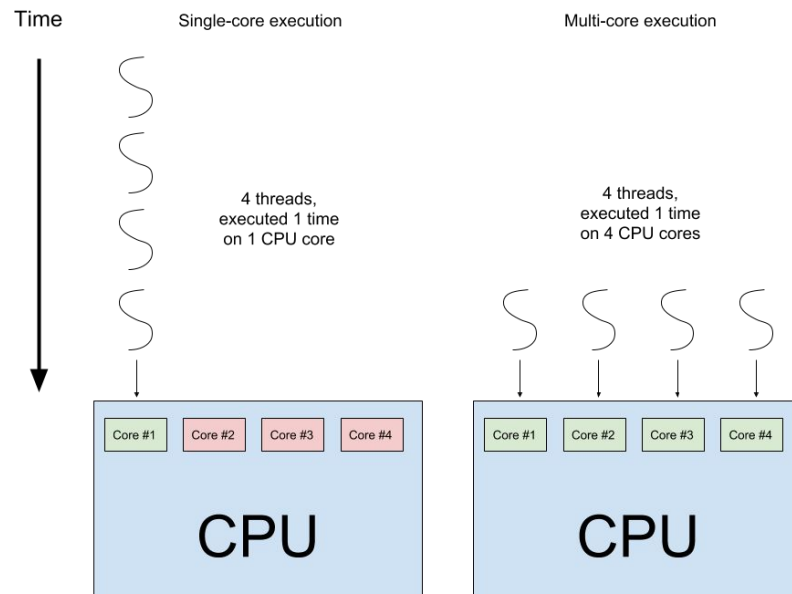 Time
Single-core execution
Multi-core execution
4 threads,
executed 1 time
on 1 CPU core
4 threads,
executed 1 time
on 4 CPU cores
Core #1
Core #2
Core #3
Core #4
CPU
Core #1
Core #2
Core #3
Core #4
CPU